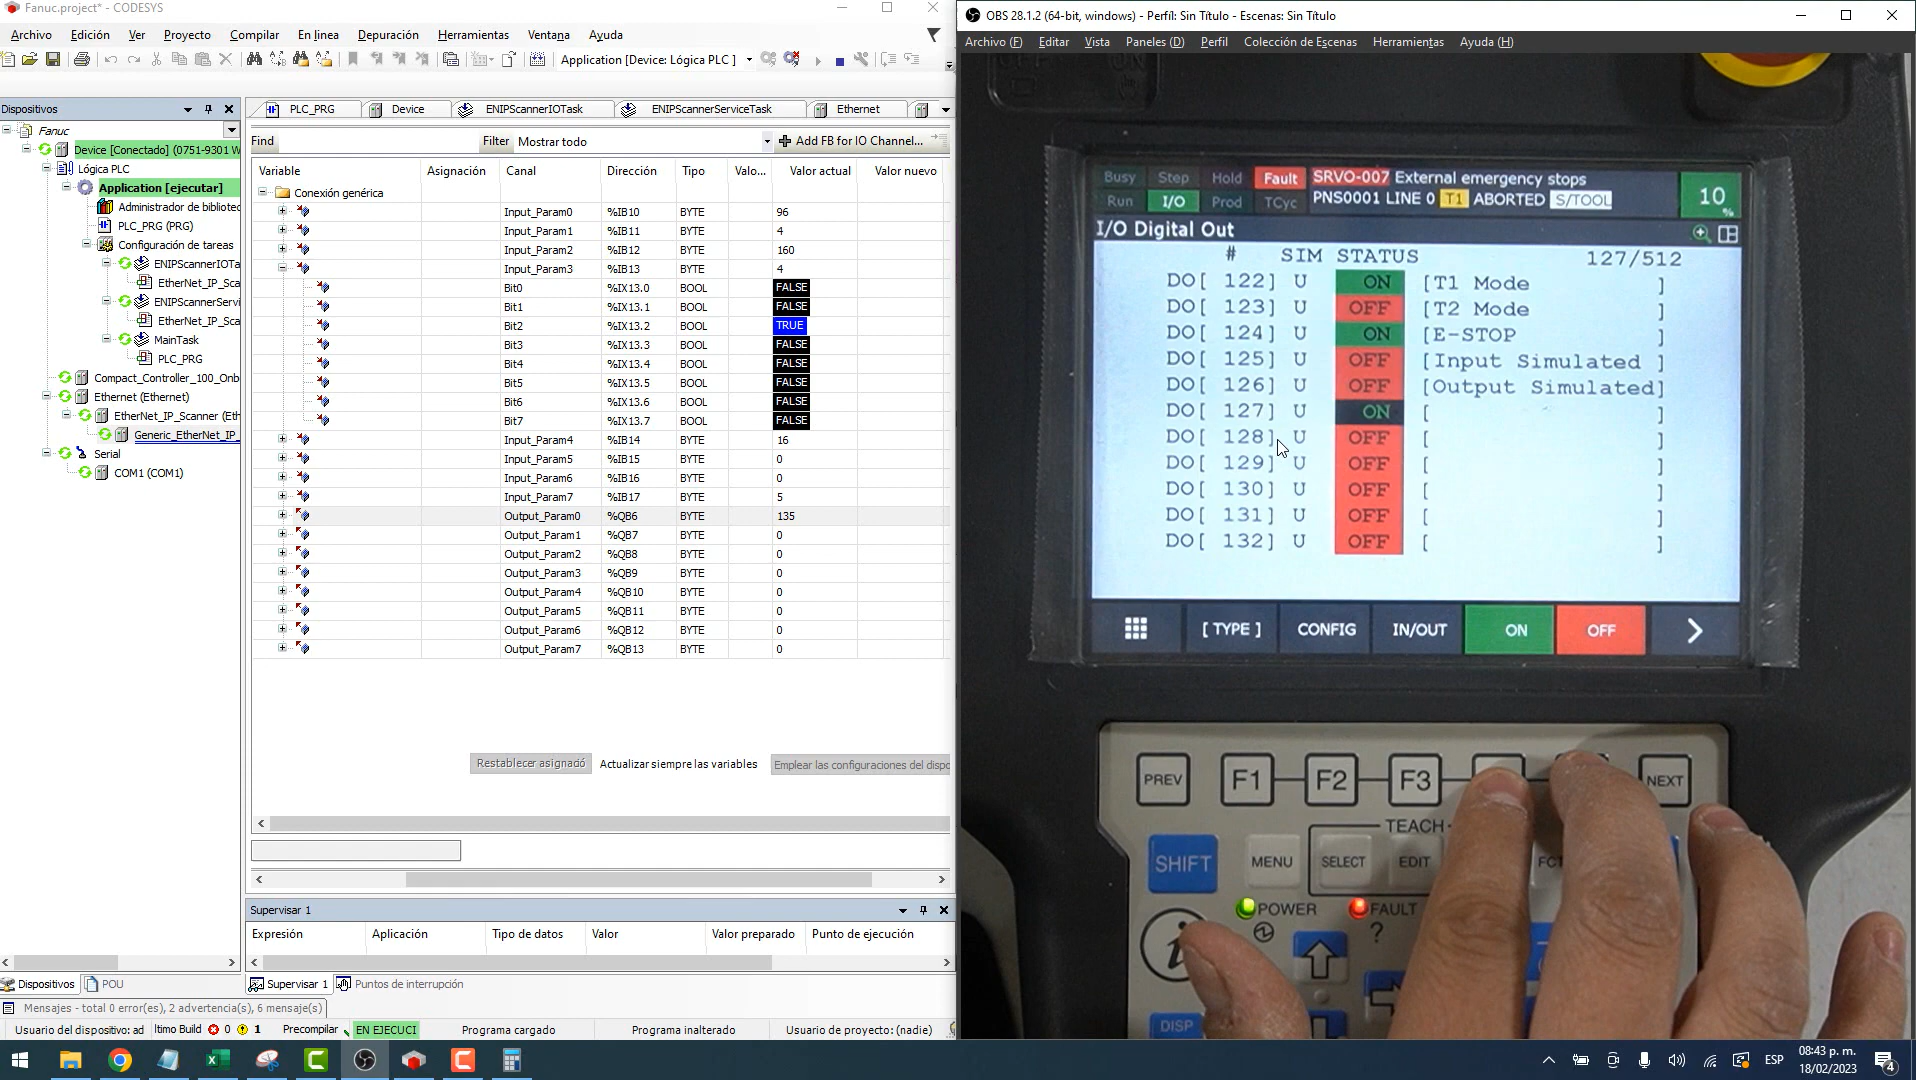 Fanuc.project* - CODESYS
Archivo Edición Ver Proyecto Compilar En línea Depuración Herramientas Ventana Ayuda
Application [Device: Lógica PLC ]
Dispositivos
Fanuc
Device [Conectado] (0751-9301 W
Lógica PLC
Application [ejecutar]
Administrador de bibliotec
PLC_PRG (PRG)
Configuración de tareas
ENIPScannerIOTa
EtherNet_IP_Sca
ENIPScannerServi
EtherNet_IP_Sca
MainTask
PLC_PRG
Compact_Controller_100_Onb
Ethernet (Ethernet)
EtherNet_IP_Scanner (Eth
Generic_EtherNet_IP_
Serial
COM1 (COM1)
Dispositivos POU
PLC_PRG Device ENIPScannerIOTask ENIPScannerServiceTask Ethernet
Find Filter Mostrar todo Add FB for IO Channel...
Variable Asignación Canal Dirección Tipo Valo... Valor actual Valor nuevo
Conexión genérica
Input_Param0 %IB10 BYTE 96
Input_Param1 %IB11 BYTE 4
Input_Param2 %IB12 BYTE 160
Input_Param3 %IB13 BYTE 4
Bit0 %IX13.0 BOOL FALSE
Bit1 %IX13.1 BOOL FALSE
Bit2 %IX13.2 BOOL TRUE
Bit3 %IX13.3 BOOL FALSE
Bit4 %IX13.4 BOOL FALSE
Bit5 %IX13.5 BOOL FALSE
Bit6 %IX13.6 BOOL FALSE
Bit7 %IX13.7 BOOL FALSE
Input_Param4 %IB14 BYTE 16
Input_Param5 %IB15 BYTE 0
Input_Param6 %IB16 BYTE 0
Input_Param7 %IB17 BYTE 5
Output_Param0 %QB6 BYTE 135
Output_Param1 %QB7 BYTE 0
Output_Param2 %QB8 BYTE 0
Output_Param3 %QB9 BYTE 0
Output_Param4 %QB10 BYTE 0
Output_Param5 %QB11 BYTE 0
Output_Param6 %QB12 BYTE 0
Output_Param7 %QB13 BYTE 0
Restablecer asignació Actualizar siempre las variables Emplear las configuraciones del dispo
Supervisar 1
Expresión Aplicación Tipo de datos Valor Valor preparado Punto de ejecución
Supervisar 1 Puntos de interrupción
Mensajes - total 0 error(es), 2 advertencia(s), 6 mensaje(s)
Usuario del dispositivo: ad ltimo Build 0 1 Precompilar EN EJECUCI Programa cargado Programa inalterado Usuario de proyecto: (nadie)
OBS 28.1.2 (64-bit, windows) - Perfil: Sin Título - Escenas: Sin Título
Archivo (F) Editar Vista Paneles (D) Perfil Colección de Escenas Herramientas Ayuda (H)
Busy Step Hold Fault SRVO-007 External emergency stops
Run I/O Prod TCyc PNS0001 LINE 0 T1 ABORTED S/TOOL
10 %
I/O Digital Out
# SIM STATUS 127/512
DO[ 122] U ON [T1 Mode ]
DO[ 123] U OFF [T2 Mode ]
DO[ 124] U ON [E-STOP ]
DO[ 125] U OFF [Input Simulated ]
DO[ 126] U OFF [Output Simulated]
DO[ 127] U ON [ ]
DO[ 128] U OFF [ ]
DO[ 129] U OFF [ ]
DO[ 130] U OFF [ ]
DO[ 131] U OFF [ ]
DO[ 132] U OFF [ ]
[ TYPE ] CONFIG IN/OUT ON OFF >
PREV F1 F2 F3 NEXT
TEACH
SHIFT MENU SELECT EDIT FCT
POWER FAULT
i ?
DISP
ESP
08:43 p. m.
18/02/2023
4